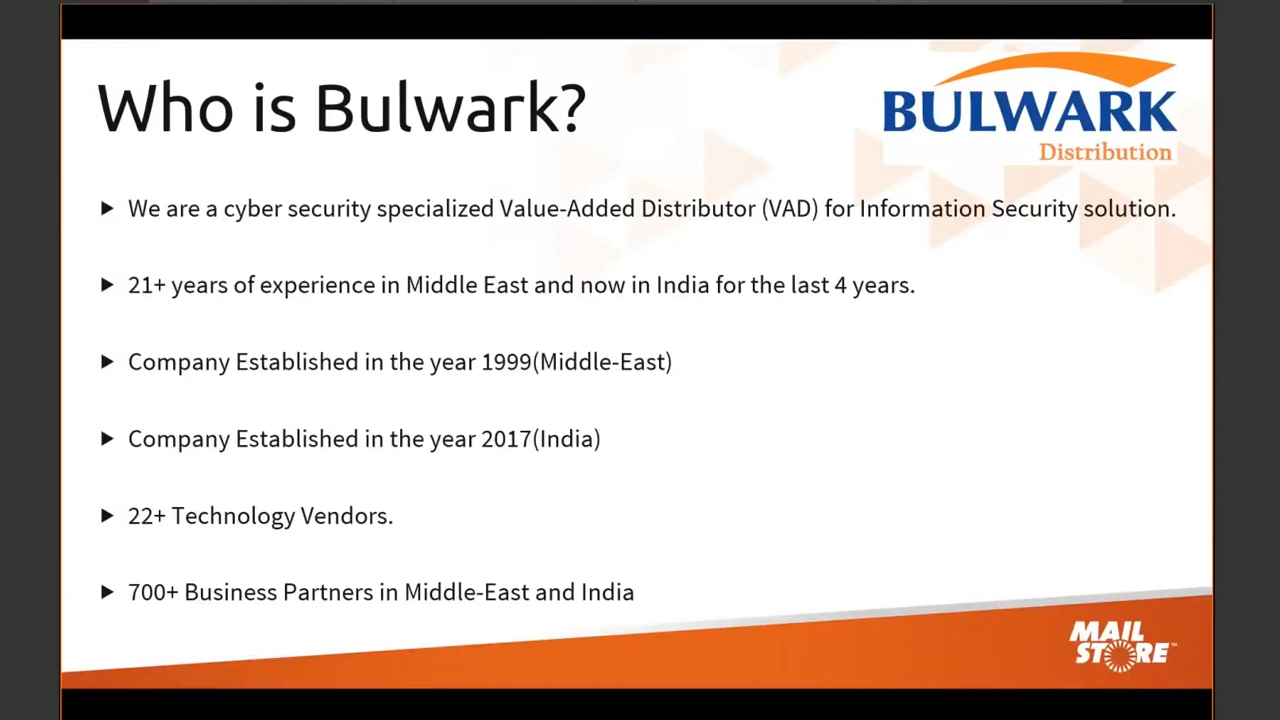 Who is Bulwark?
BULWARK
Distribution
We are a cyber security specialized Value-Added Distributor (VAD) for Information Security solution.
21+ years of experience in Middle East and now in India for the last 4 years.
Company Established in the year 1999(Middle-East)
Company Established in the year 2017(India)
22+ Technology Vendors.
700+ Business Partners in Middle-East and India
MAIL
STORE™